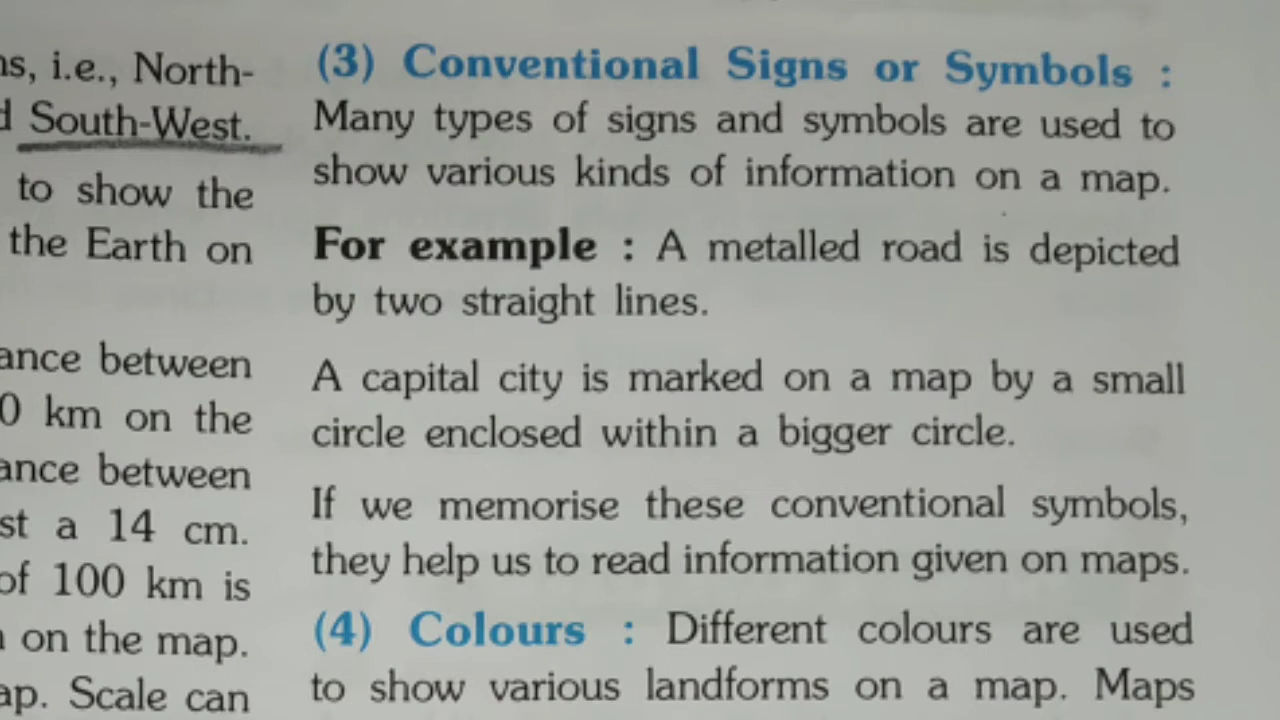 ns, i.e., North-
d South-West.
to show the
the Earth on
ance between
0 km on the
ance between
st a 14 cm.
of 100 km is
on the map.
ap. Scale can
(3) Conventional Signs or Symbols :
Many types of signs and symbols are used to
show various kinds of information on a map.
For example : A metalled road is depicted
by two straight lines.
A capital city is marked on a map by a small
circle enclosed within a bigger circle.
If we memorise these conventional symbols,
they help us to read information given on maps.
(4) Colours : Different colours are used
to show various landforms on a map. Maps